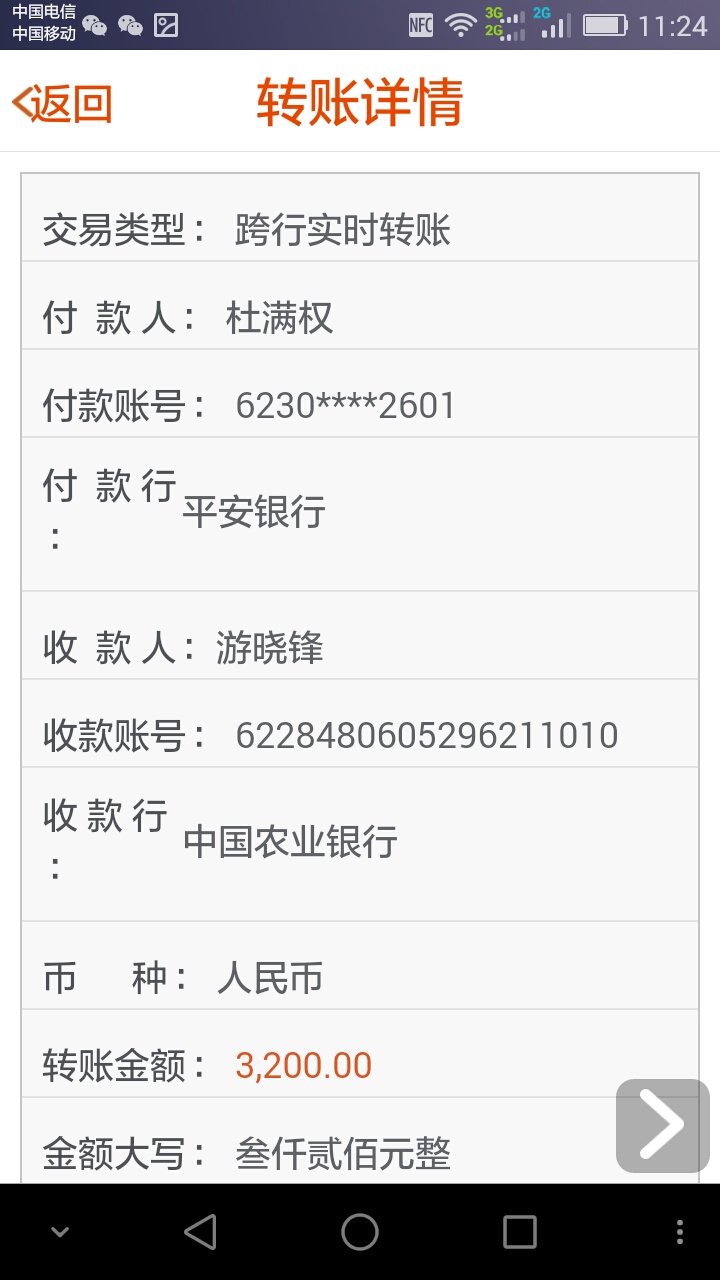 中国电信
中国移动
NFC 3G 2G 2G 11:24
返回 转账详情
交易类型： 跨行实时转账
付 款 人： 杜满权
付款账号： 6230****2601
付 款 行： 平安银行
收 款 人： 游晓锋
收款账号： 6228480605296211010
收 款 行： 中国农业银行
币 种： 人民币
转账金额： 3,200.00
金额大写： 叁仟贰佰元整